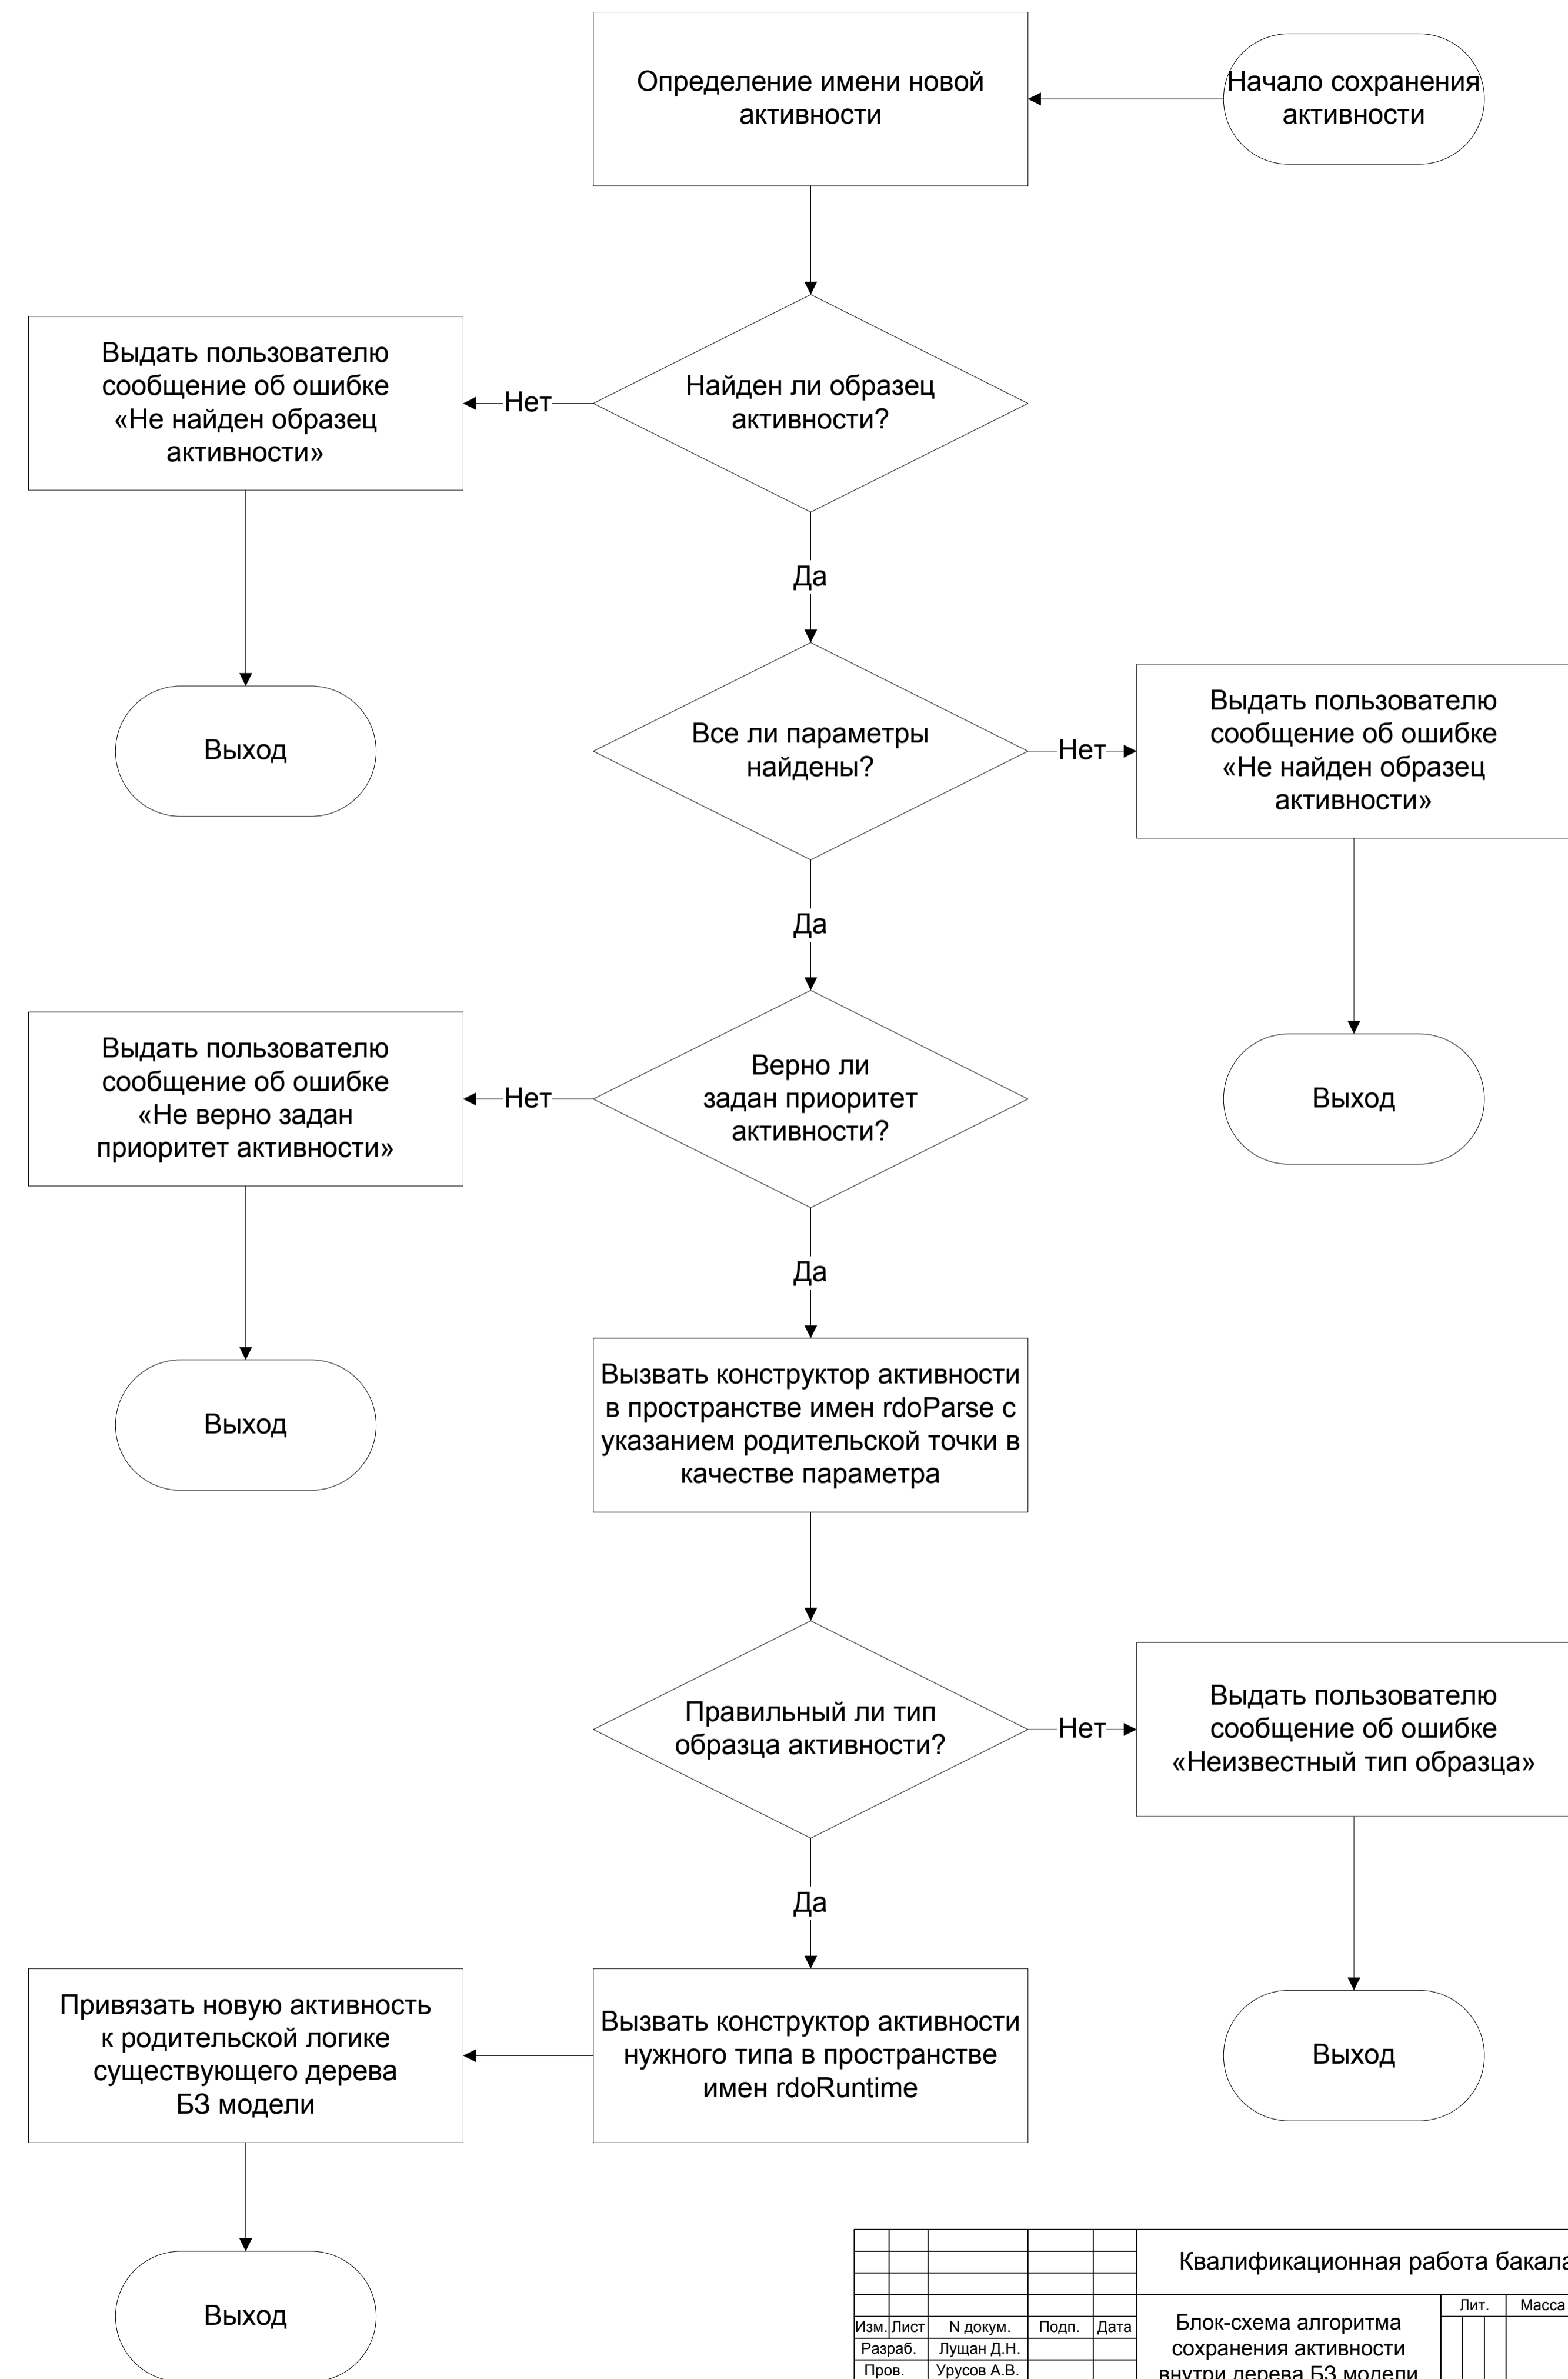 Определение имени новой
активности
Начало сохранения
активности
Найден ли образец
активности?
Нет
Выдать пользователю
сообщение об ошибке
«Не найден образец
активности»
Выход
Да
Все ли параметры
найдены?
Нет
Выдать пользователю
сообщение об ошибке
«Не найден образец
активности»
Выход
Да
Верно ли
задан приоритет
активности?
Нет
Выдать пользователю
сообщение об ошибке
«Не верно задан
приоритет активности»
Выход
Да
Вызвать конструктор активности
в пространстве имен rdoParse с
указанием родительской точки в
качестве параметра
Правильный ли тип
образца активности?
Нет
Выдать пользователю
сообщение об ошибке
«Неизвестный тип образца»
Выход
Да
Вызвать конструктор активности
нужного типа в пространстве
имен rdoRuntime
Привязать новую активность
к родительской логике
существующего дерева
БЗ модели
Выход
Квалификационная работа
Изм. Лист N докум. Подп. Дата
Разраб. Лущан Д.Н.
Пров. Урусов А.В.
Блок-схема алгоритма
сохранения активности
внутри дерева БЗ модели
Лит. Масса